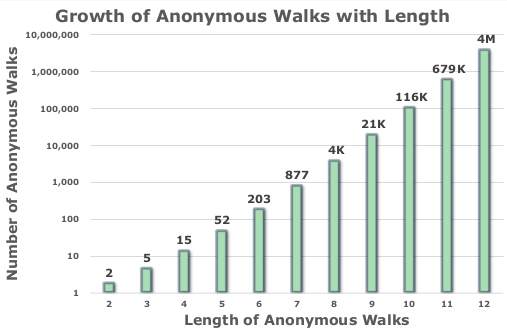 Growth of Anonymous Walks with Length
Number of Anonymous Walks
10,000,000
1,000,000
100,000
10,000
1,000
100
10
1
2
5
15
52
203
877
4K
21K
116K
679K
4M
2 3 4 5 6 7 8 9 10 11 12
Length of Anonymous Walks